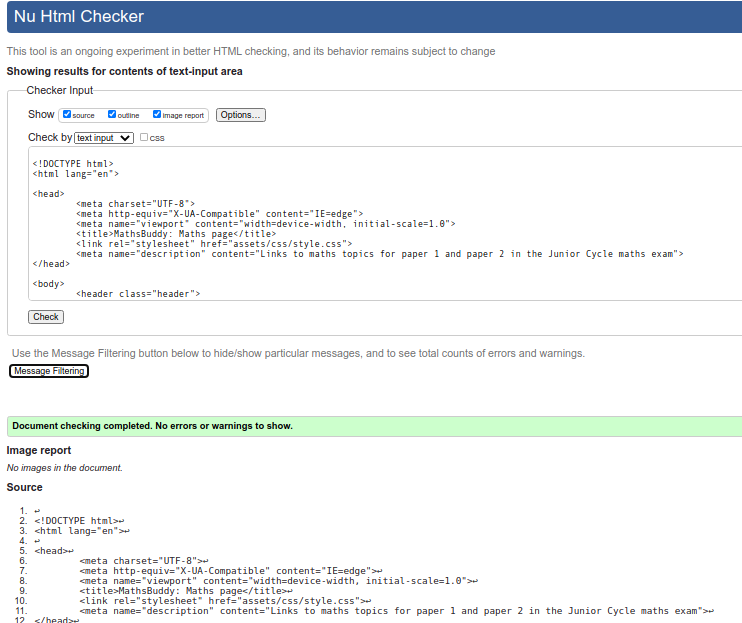 Nu Html Checker
This tool is an ongoing experiment in better HTML checking, and its behavior remains subject to change
Showing results for contents of text-input area
Checker Input
Show source outline image report Options...
Check by text input css
<!DOCTYPE html>
<html lang="en">
<head>
<meta charset="UTF-8">
<meta http-equiv="X-UA-Compatible" content="IE=edge">
<meta name="viewport" content="width=device-width, initial-scale=1.0">
<title>MathsBuddy: Maths page</title>
<link rel="stylesheet" href="assets/css/style.css">
<meta name="description" content="Links to maths topics for paper 1 and paper 2 in the Junior Cycle maths exam">
</head>
<body>
<header class="header">
Check
Use the Message Filtering button below to hide/show particular messages, and to see total counts of errors and warnings.
Message Filtering
Document checking completed. No errors or warnings to show.
Image report
No images in the document.
Source
1. ↩
2. <!DOCTYPE html>↩
3. <html lang="en">↩
4. ↩
5. <head>↩
6. <meta charset="UTF-8">↩
7. <meta http-equiv="X-UA-Compatible" content="IE=edge">↩
8. <meta name="viewport" content="width=device-width, initial-scale=1.0">↩
9. <title>MathsBuddy: Maths page</title>↩
10. <link rel="stylesheet" href="assets/css/style.css">↩
11. <meta name="description" content="Links to maths topics for paper 1 and paper 2 in the Junior Cycle maths exam">↩
12. </head>↩